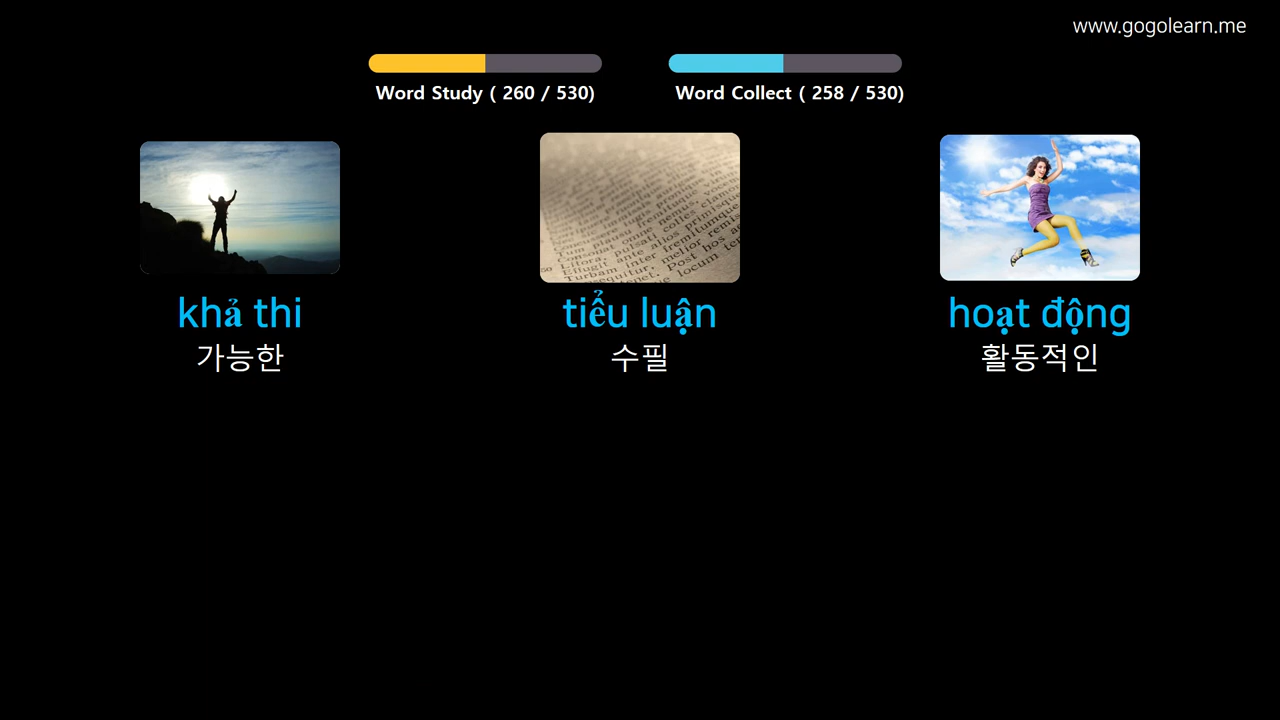 www.gogolearn.me
Word Study ( 260 / 530)
Word Collect ( 258 / 530)
khả thi
가능한
tiểu luận
수필
hoạt động
활동적인